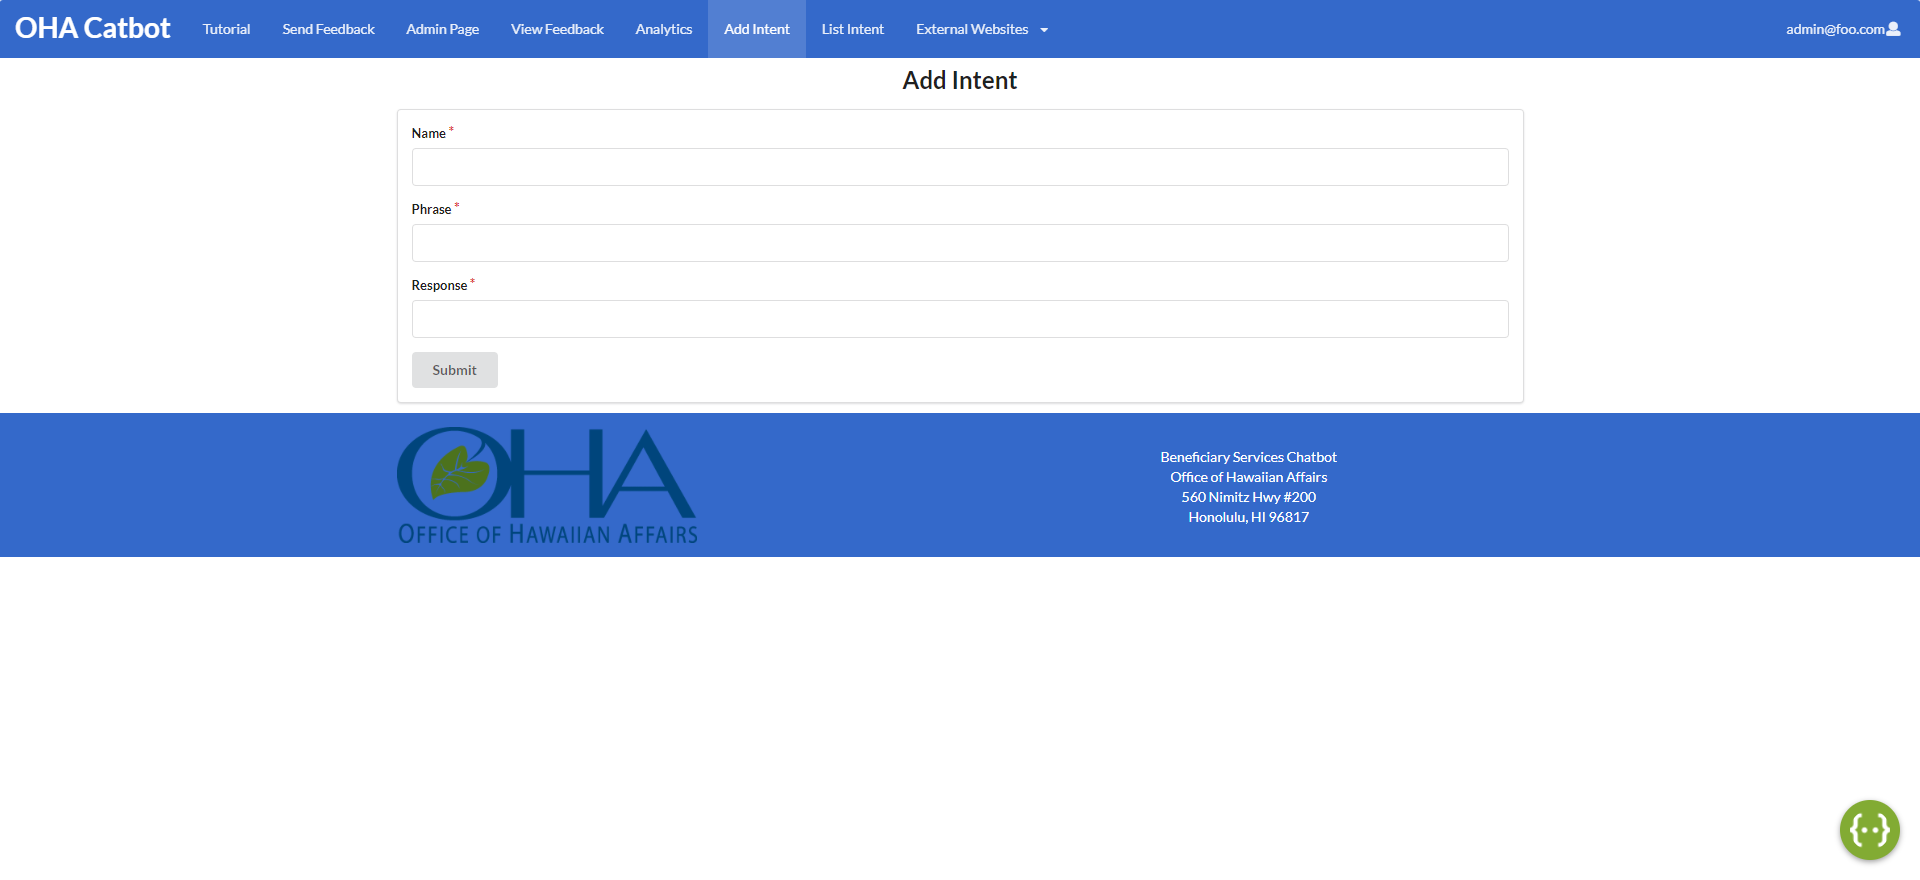 OHA Catbot Tutorial Send Feedback Admin Page View Feedback Analytics Add Intent List Intent External Websites admin@foo.com
Add Intent
Name *
Phrase *
Response *
Submit
OHA
OFFICE OF HAWAIIAN AFFAIRS
Beneficiary Services Chatbot
Office of Hawaiian Affairs
560 Nimitz Hwy #200
Honolulu, HI 96817
{··}